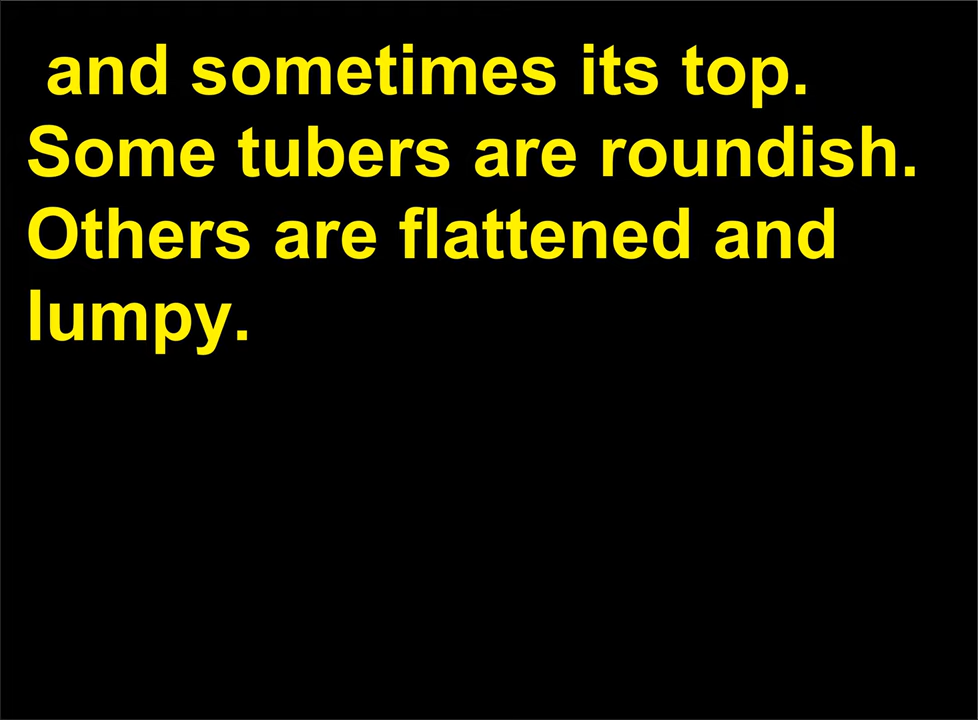 and sometimes its top.
Some tubers are roundish.
Others are flattened and
lumpy.